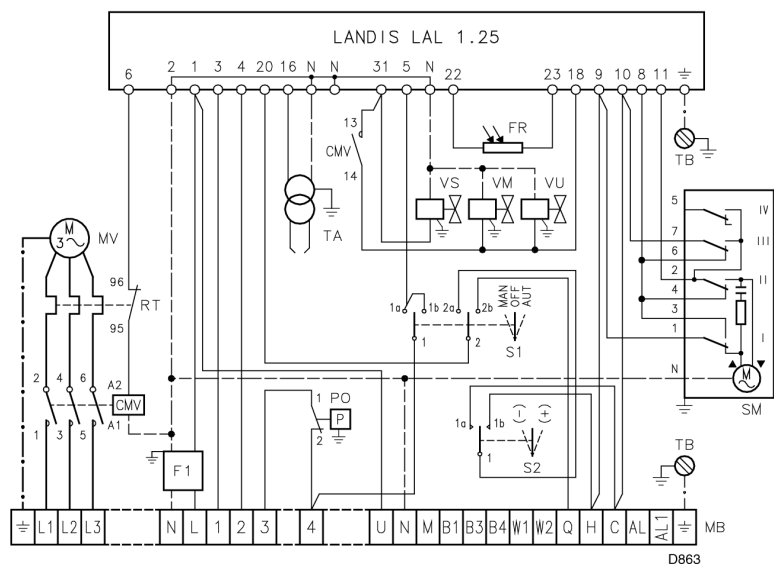 LANDIS LAL 1.25
6 2 1 3 4 20 16 N N 31 5 N 22 23 18 9 10 8 11
13
CMV
14
FR
TB
VS VM VU
TA
5
IV
7
III
6
2
II
4
3
1
I
N
M
SM
M
3
MV
96
RT
95
1a 1b 2a 2b
MAN
OFF
AUT
1 2
S1
2 4 6 A2
CMV
1 3 5 A1
1 PO
P
2
1a 1b
(-) (+)
1
S2
F1
TB
L1 L2 L3 N L 1 2 3 4 U N M B1 B3 B4 W1 W2 Q H C AL AL1 MB
D863